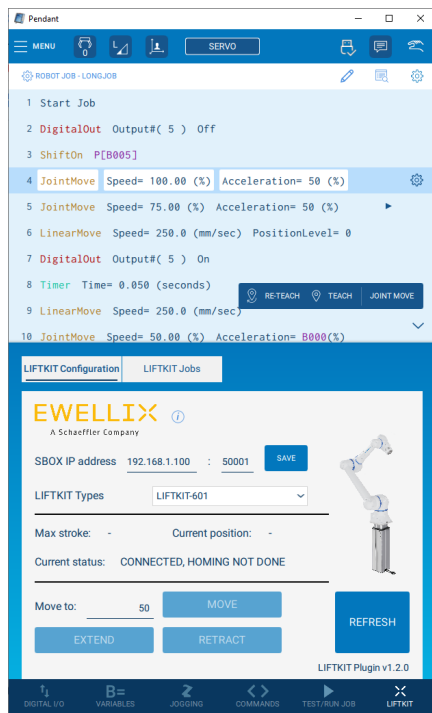 Pendant
MENU 0 SERVO
ROBOT JOB - LONGJOB
1 Start Job
2 DigitalOut Output#( 5 ) Off
3 ShiftOn P[B005]
4 JointMove Speed= 100.00 (%) Acceleration= 50 (%)
5 JointMove Speed= 75.00 (%) Acceleration= 50 (%)
6 LinearMove Speed= 250.0 (mm/sec) PositionLevel= 0
7 DigitalOut Output#( 5 ) On
8 Timer Time= 0.050 (seconds)
RE-TEACH TEACH JOINT MOVE
9 LinearMove Speed= 250.0 (mm/sec)
10 JointMove Speed= 50.00 (%) Acceleration= B000(%)
LIFTKIT Configuration LIFTKIT Jobs
EWELLIX i
A Schaeffler Company
SBOX IP address 192.168.1.100 : 50001 SAVE
LIFTKIT Types LIFTKIT-601
Max stroke: - Current position: -
Current status: CONNECTED, HOMING NOT DONE
Move to: 50 MOVE
EXTEND RETRACT
REFRESH
LIFTKIT Plugin v1.2.0
DIGITAL I/O VARIABLES JOGGING COMMANDS TEST/RUN JOB LIFTKIT